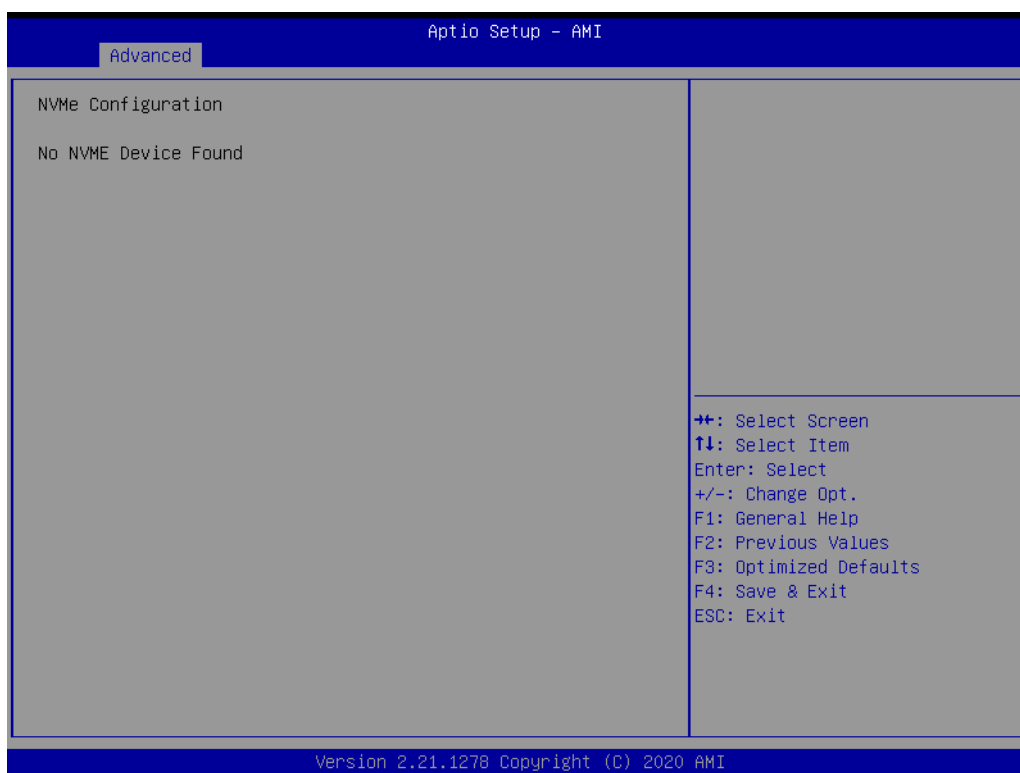 Aptio Setup – AMI
Advanced
NVMe Configuration
No NVME Device Found
→←: Select Screen
↑↓: Select Item
Enter: Select
+/-: Change Opt.
F1: General Help
F2: Previous Values
F3: Optimized Defaults
F4: Save & Exit
ESC: Exit
Version 2.21.1278 Copyright (C) 2020 AMI